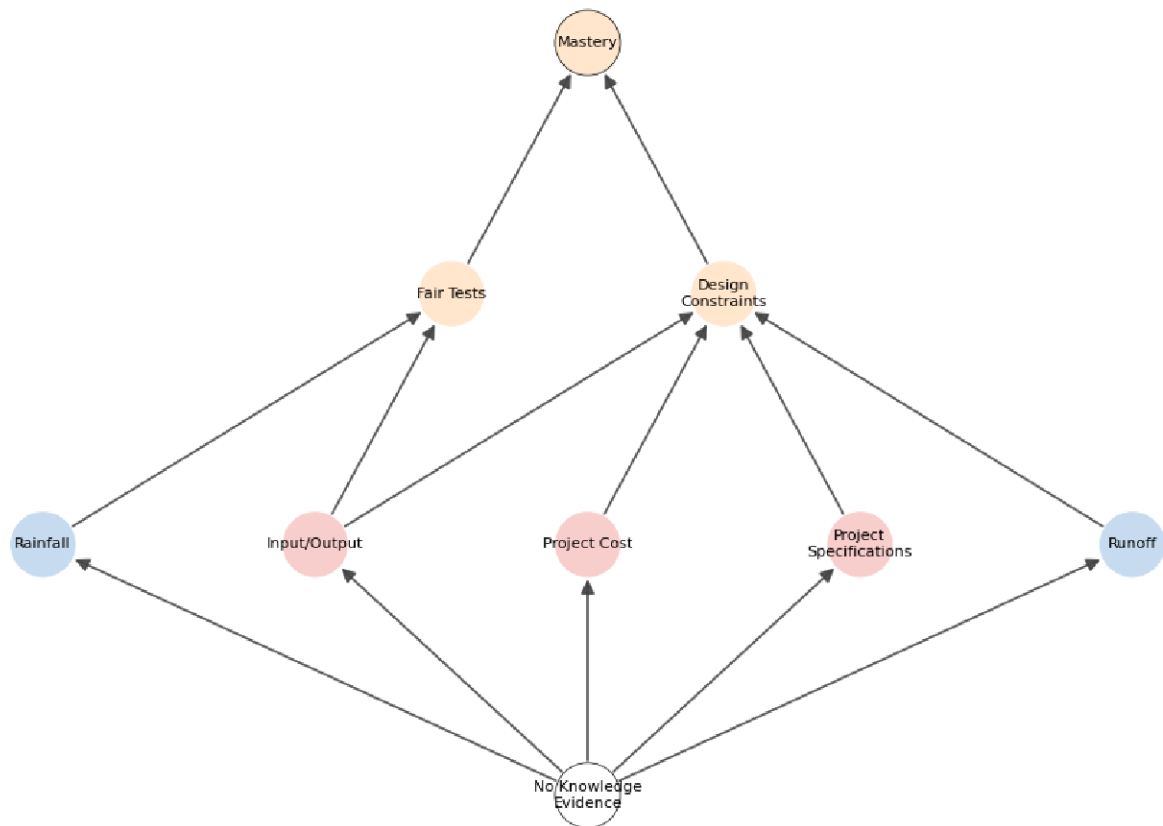 Mastery
Fair Tests
Design
Constraints
Rainfall
Input/Output
Project Cost
Project
Specifications
Runoff
No Knowledge
Evidence